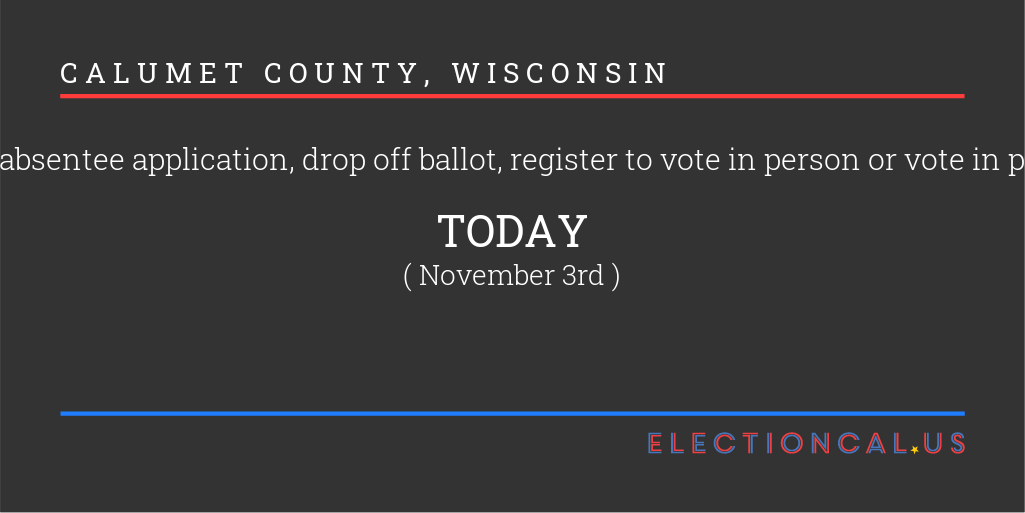 CALUMET COUNTY, WISCONSIN
absentee application, drop off ballot, register to vote in person or vote in p
TODAY
( November 3rd )
ELECTIONCAL.US